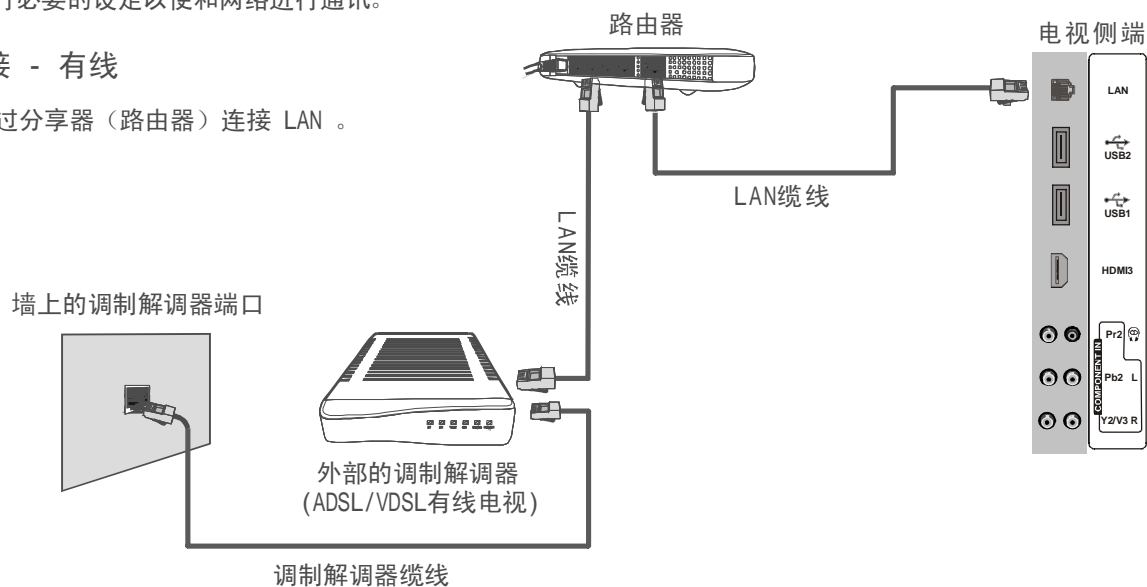 行必要的设定以便和网络进行通讯。
路由器
电视侧端
接 - 有线
过分享器（路由器）连接 LAN 。
LAN
USB2
LAN缆线
USB1
LAN缆线
HDMI3
墙上的调制解调器端口
COMPONENT IN
Pr2
Pb2 L
Y2/V3 R
外部的调制解调器
(ADSL/VDSL有线电视)
调制解调器缆线